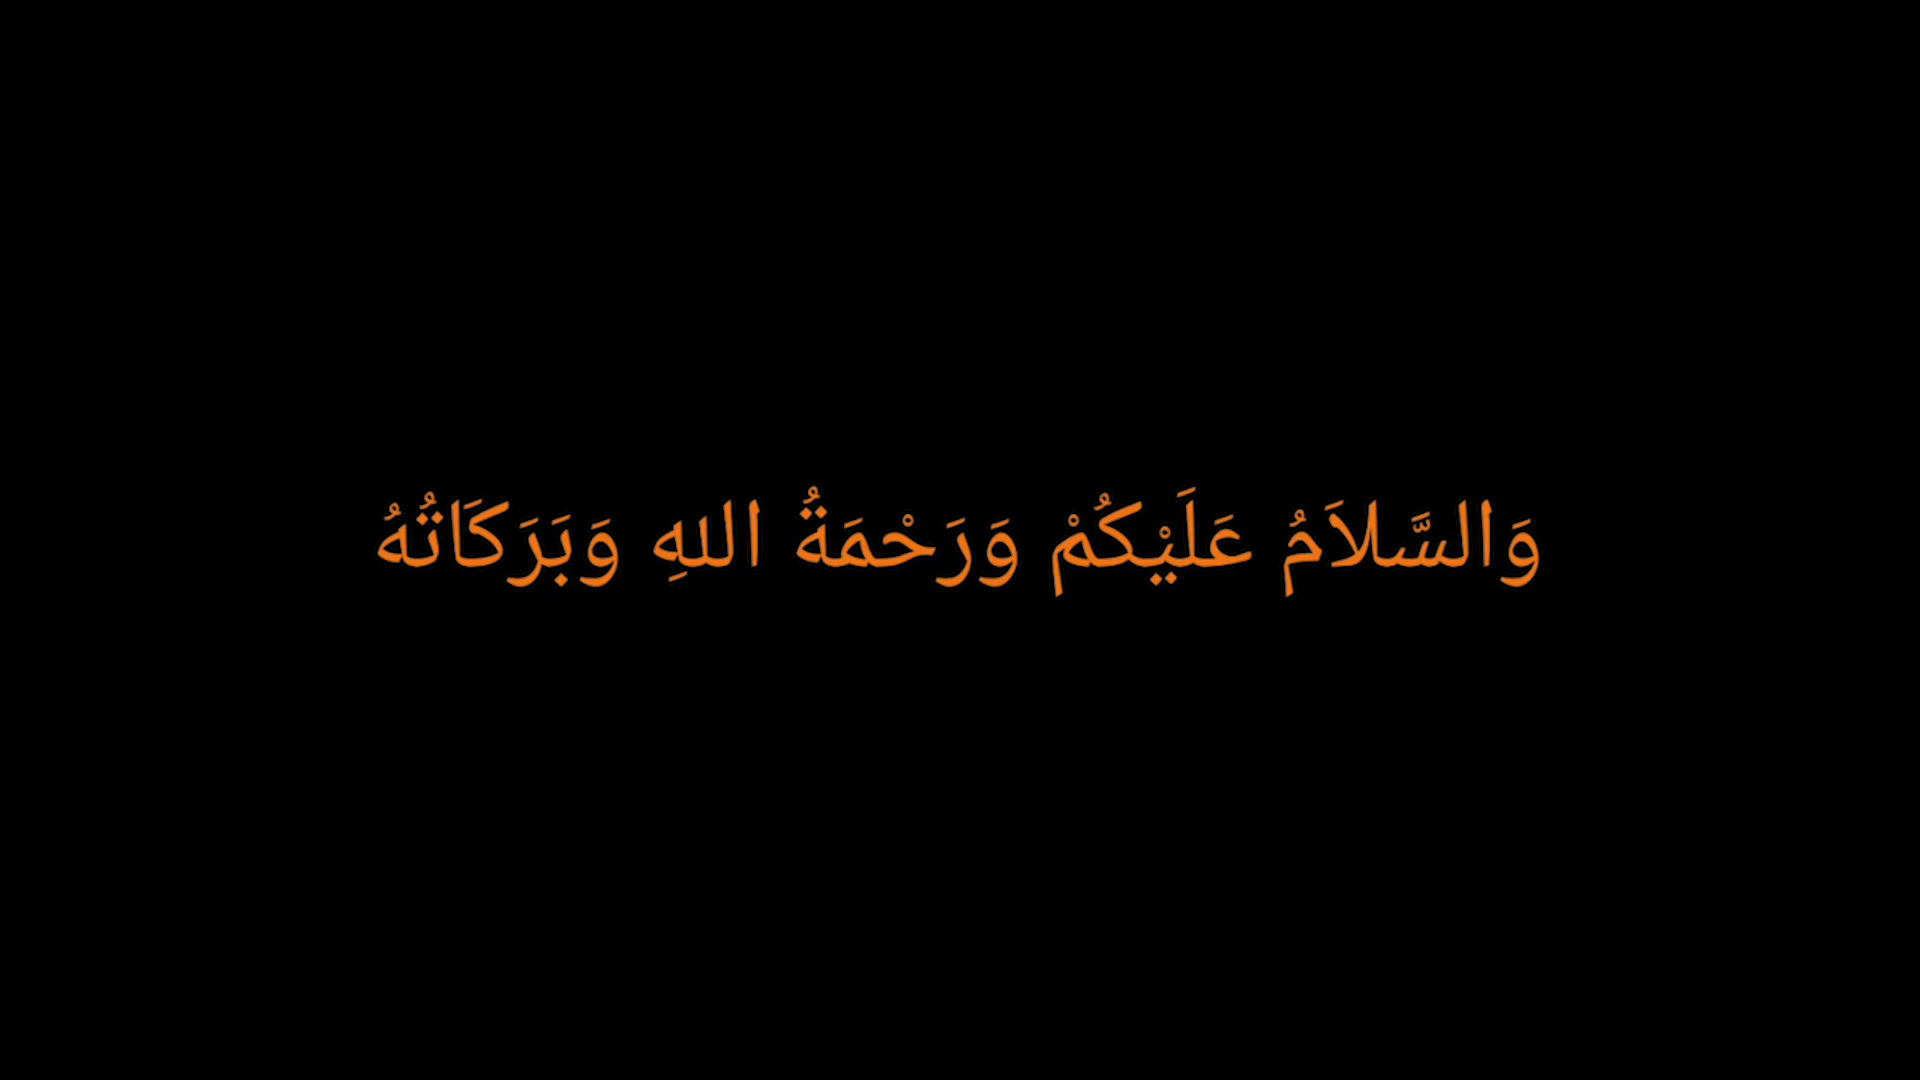 وَالسَّلاَمُ عَلَيْكُمْ وَرَحْمَةُ اللهِ وَبَرَكَاتُهُ